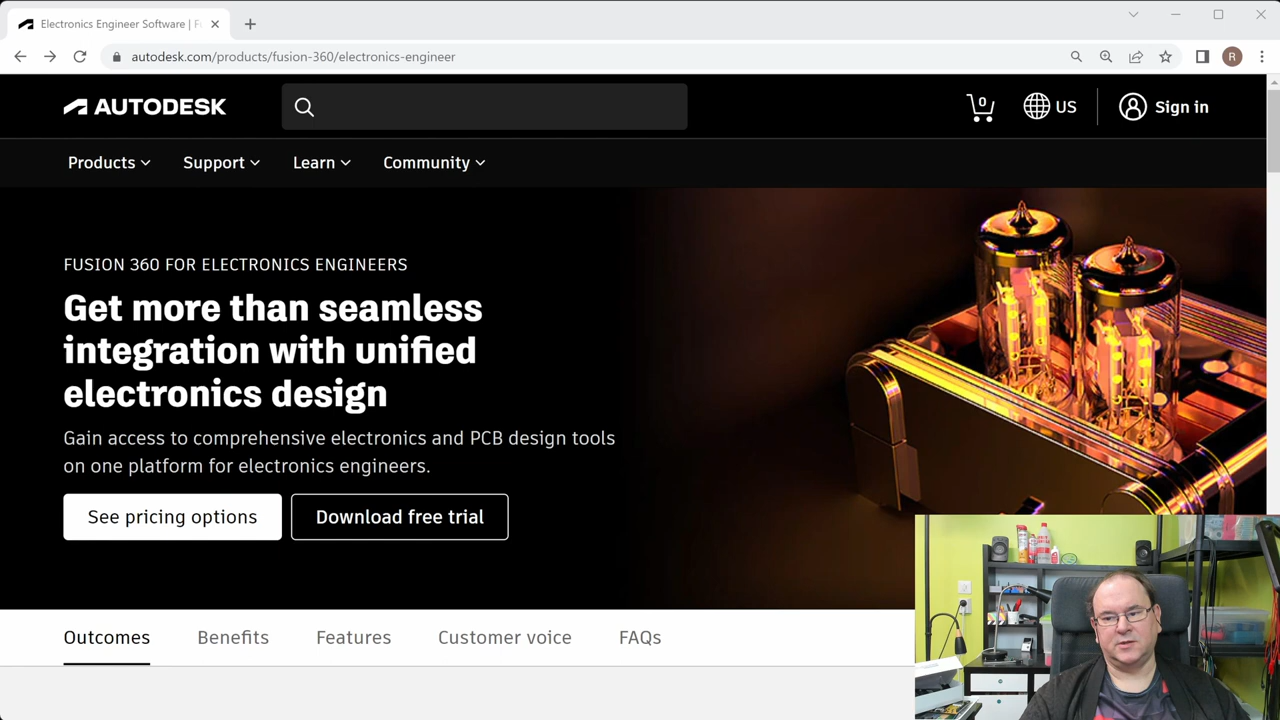 Electronics Engineer Software | F
autodesk.com/products/fusion-360/electronics-engineer
R
AUTODESK
0
US
Sign in
Products
Support
Learn
Community
FUSION 360 FOR ELECTRONICS ENGINEERS
Get more than seamless
integration with unified
electronics design
Gain access to comprehensive electronics and PCB design tools
on one platform for electronics engineers.
See pricing options
Download free trial
Outcomes
Benefits
Features
Customer voice
FAQs